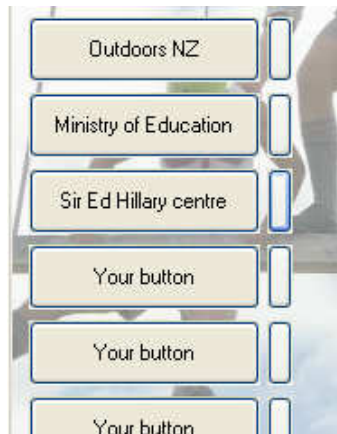 Outdoors NZ
Ministry of Education
Sir Ed Hillary centre
Your button
Your button
Your button